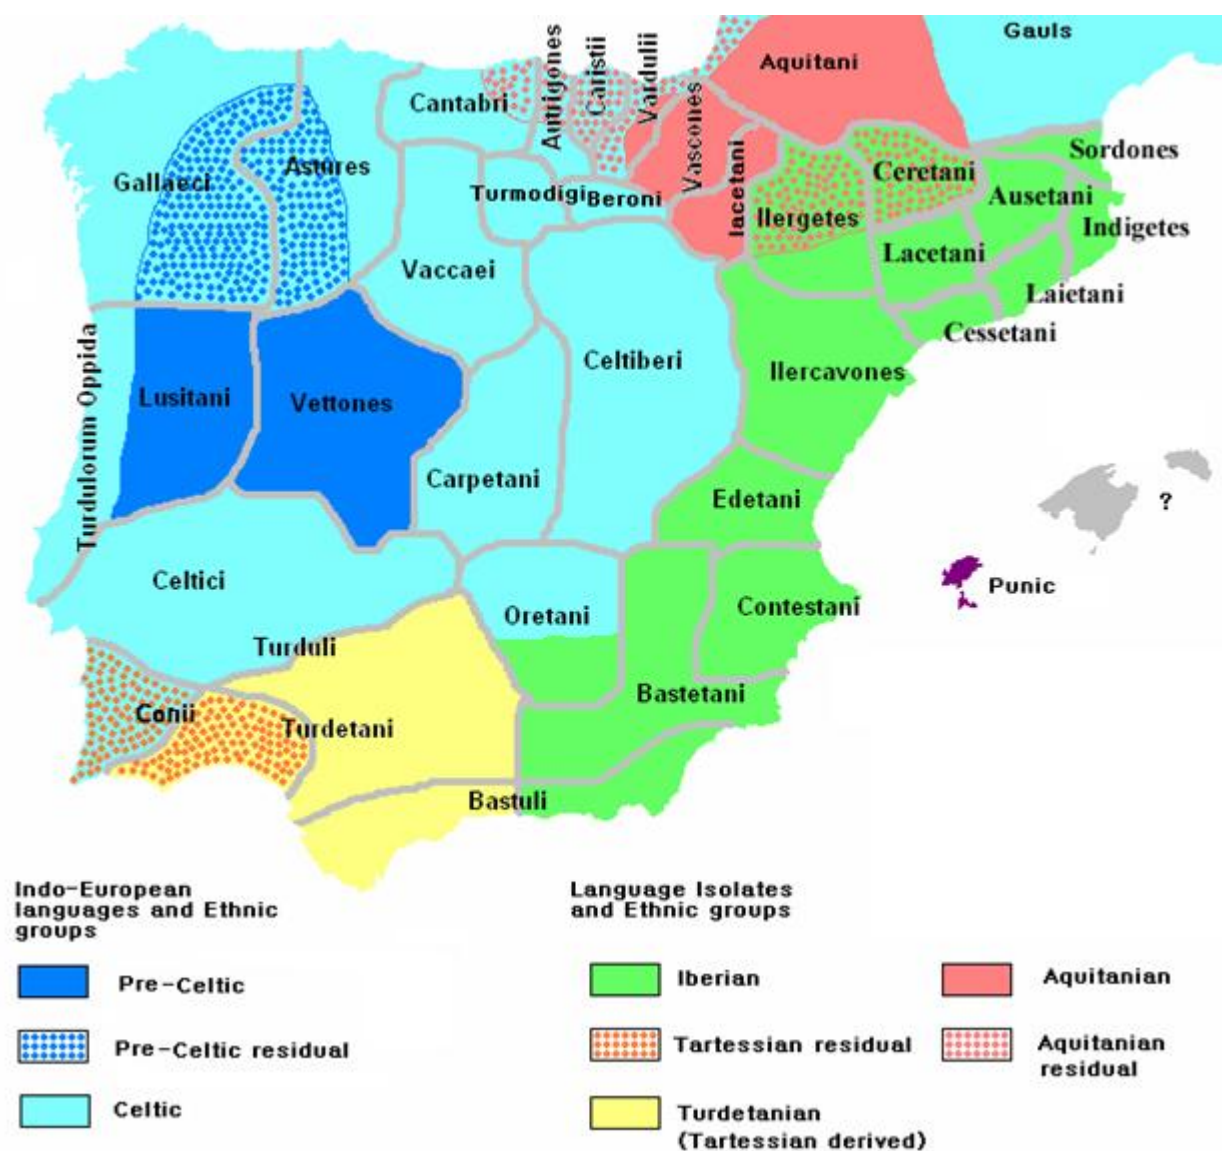 Gauls
Aquitani
Autrigones
Caristii
Vardulii
Vascones
Iacetani
Cantabri
Sordones
Gallaeci
Astures
Ceretani
Turmodigi
Beroni
Ausetani
Ilergetes
Indigetes
Lacetani
Vaccaei
Laietani
Cessetani
Celtiberi
Ilercavones
Turdulorum Oppida
Lusitani
Vettones
Carpetani
Edetani
?
Celtici
Punic
Oretani
Contestani
Turduli
Bastetani
Conii
Turdetani
Bastuli
Indo-European
languages and Ethnic
groups
Pre-Celtic
Pre-Celtic residual
Celtic
Language Isolates
and Ethnic groups
Iberian
Tartessian residual
Turdetanian
(Tartessian derived)
Aquitanian
Aquitanian
residual